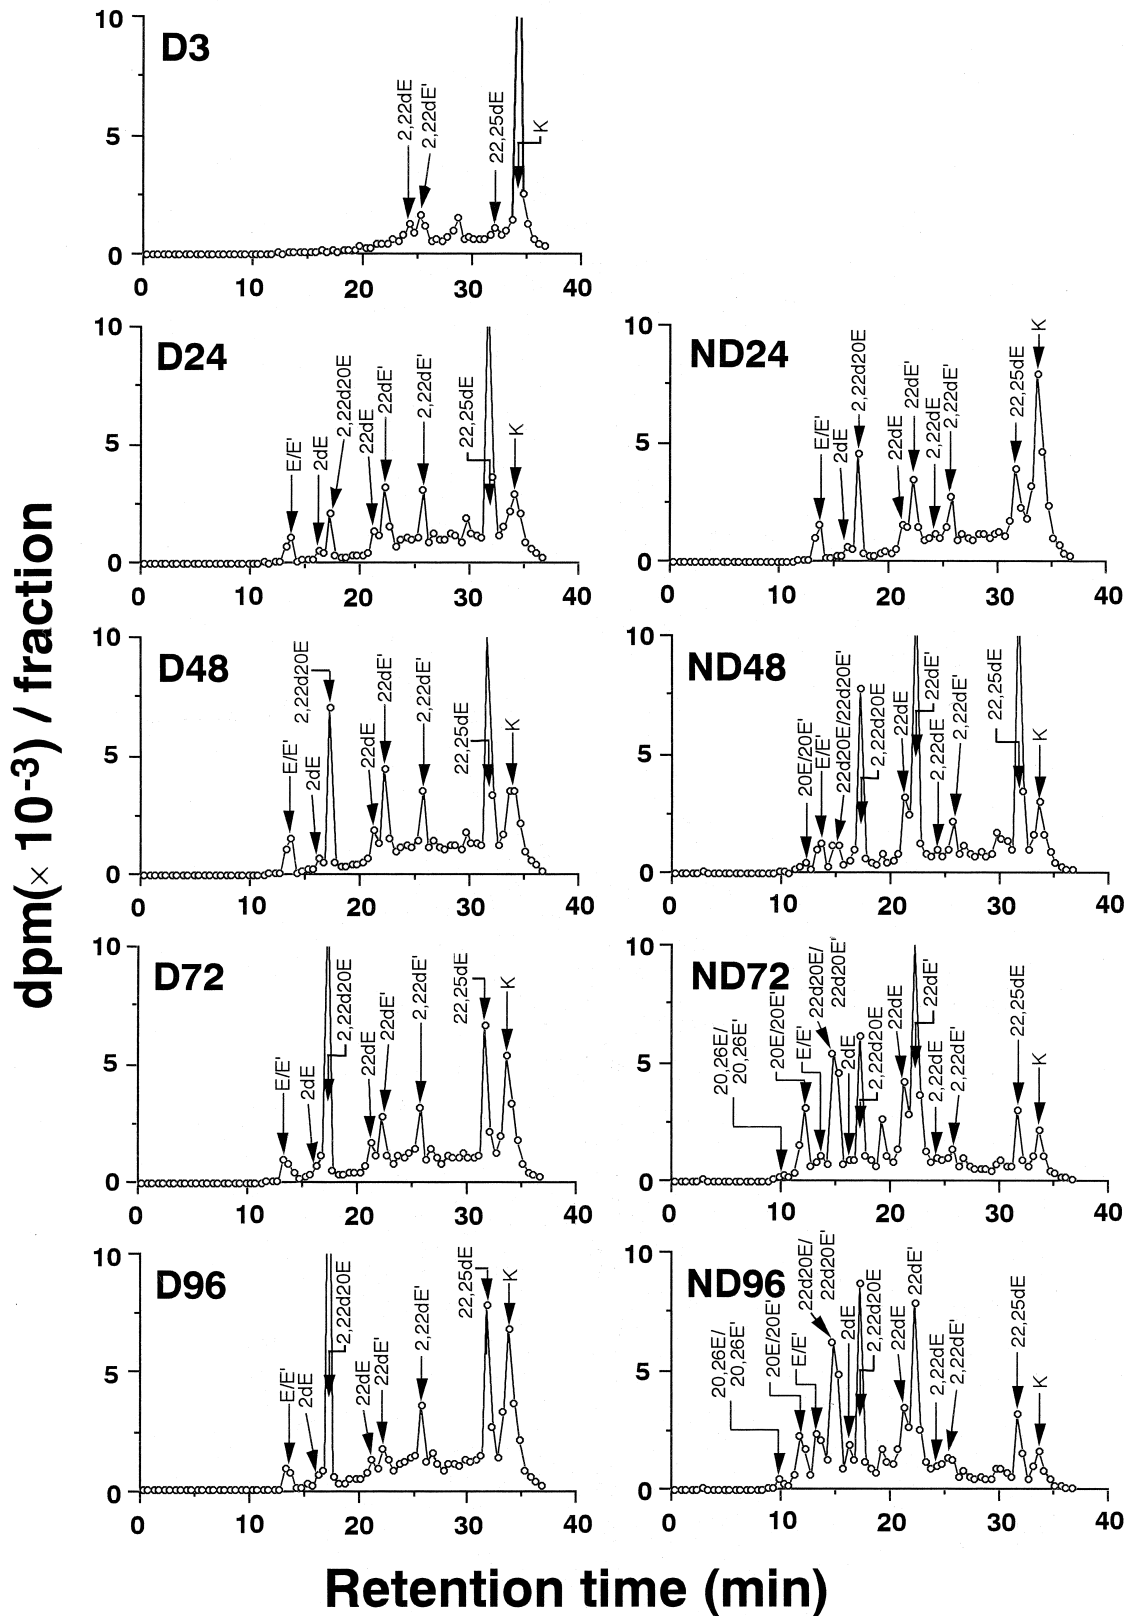 dpm(× 10-3) / fraction
D3
10
5
0
2,22dE
2,22dE'
22,25dE
K
0 10 20 30 40
D24
10
5
0
E/E'
2dE
2,22d20E
22dE
22dE'
2,22dE'
22,25dE
K
0 10 20 30 40
ND24
10
5
0
E/E'
2dE
2,22d20E
22dE
22dE'
2,22dE
2,22dE'
22,25dE
K
0 10 20 30 40
D48
10
5
0
E/E'
2,22d20E
2dE
22dE
22dE'
2,22dE'
22,25dE
K
0 10 20 30 40
ND48
10
5
0
20E/20E'
E/E'
22d20E/22d20E'
2,22d20E
22dE
22dE'
2,22dE
2,22dE'
22,25dE
K
0 10 20 30 40
D72
10
5
0
E/E'
2dE
2,22d20E
22dE
22dE'
2,22dE'
22,25dE
K
0 10 20 30 40
ND72
10
5
0
20,26E/
20,26E'
20E/20E'
E/E'
22d20E/
22d20E'
2dE
2,22d20E
22dE
22dE'
2,22dE
2,22dE'
22,25dE
K
0 10 20 30 40
D96
10
5
0
E/E'
2dE
2,22d20E
22dE
22dE'
2,22dE'
22,25dE
K
0 10 20 30 40
ND96
10
5
0
20,26E/
20,26E'
20E/20E'
E/E'
22d20E/
22d20E'
2dE
2,22d20E
22dE
22dE'
2,22dE
2,22dE'
22,25dE
K
0 10 20 30 40
Retention time (min)